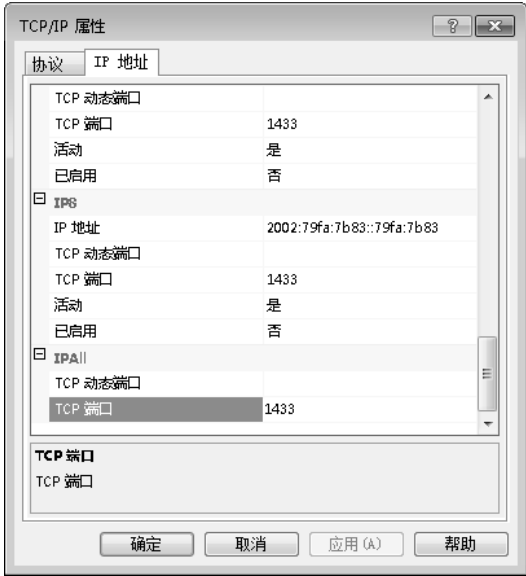 TCP/IP 属性
协议 IP 地址
TCP 动态端口
TCP 端口 1433
活动 是
已启用 否
IP8
IP 地址 2002:79fa:7b83::79fa:7b83
TCP 动态端口
TCP 端口 1433
活动 是
已启用 否
IPAll
TCP 动态端口
TCP 端口 1433
TCP 端口
TCP 端口
确定 取消 应用(A) 帮助